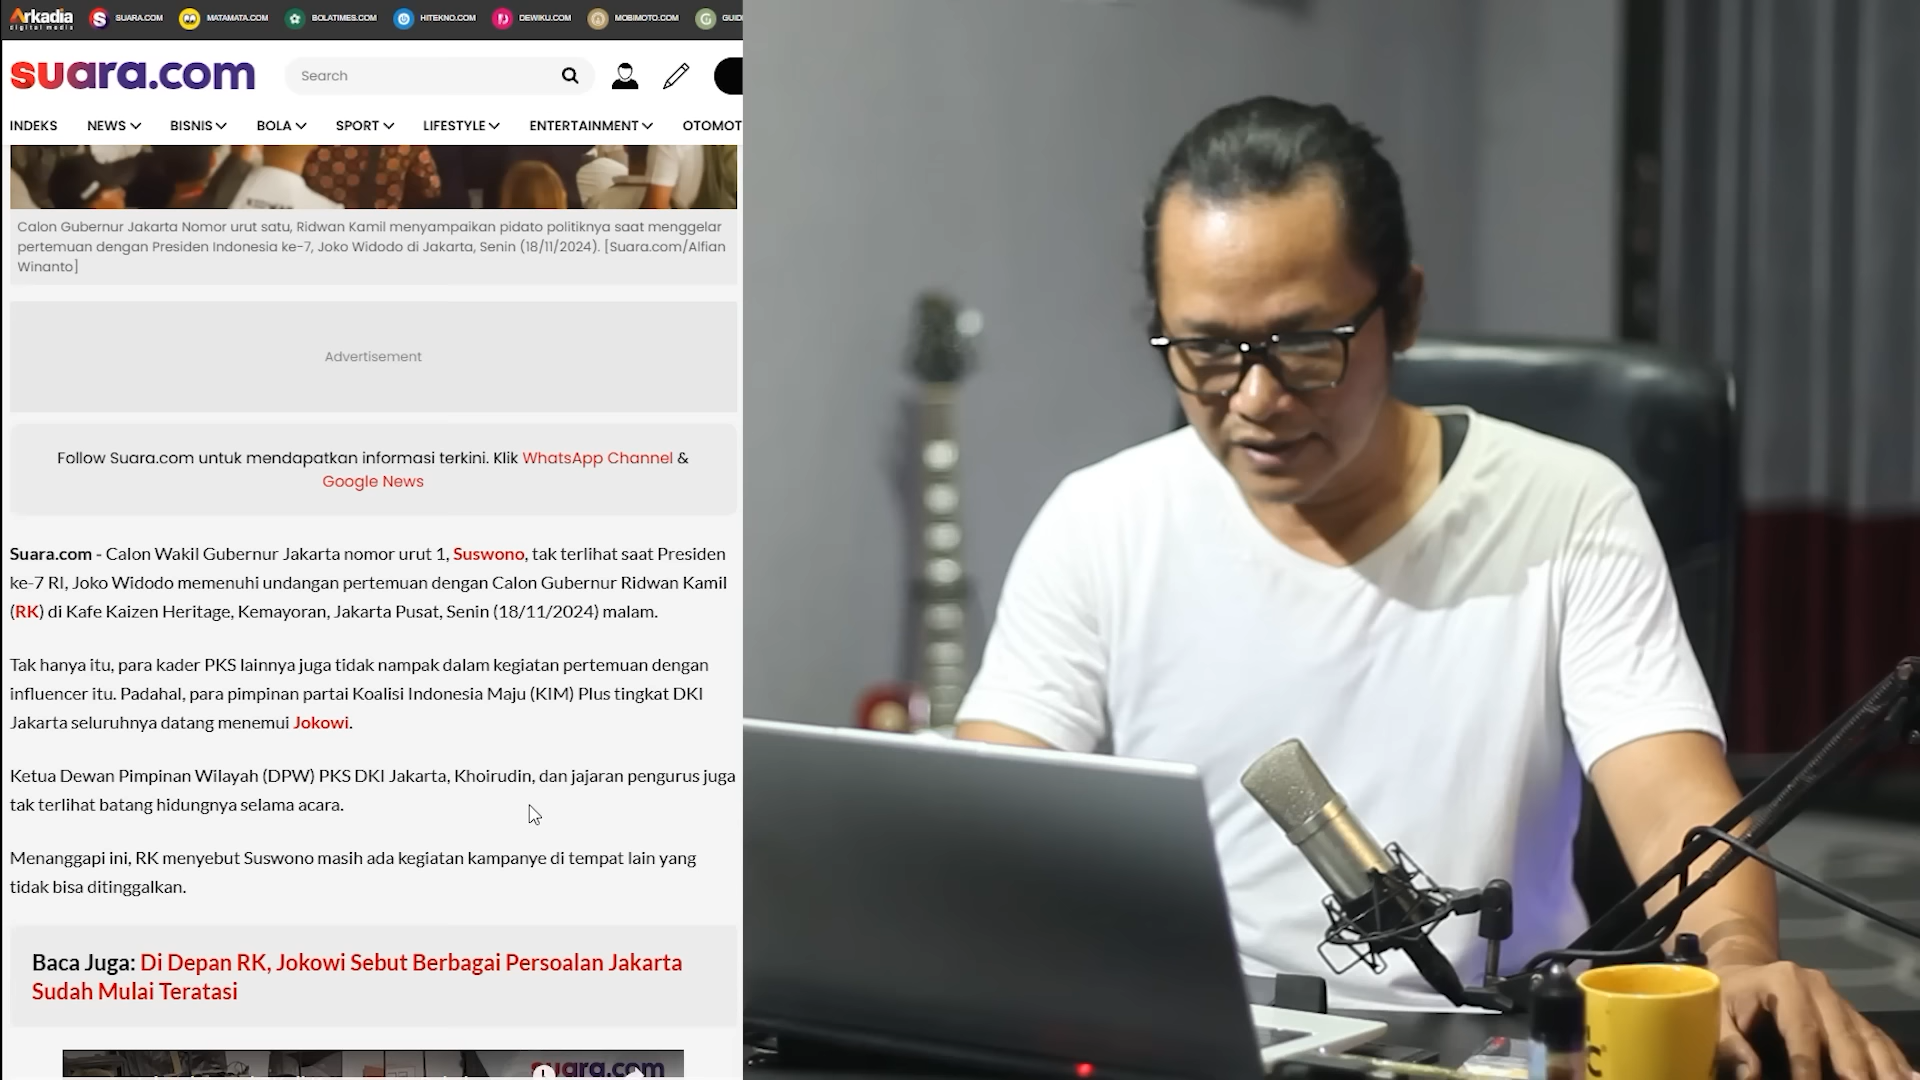 Arkadia
digital media
SUARA.COM
MATAMATA.COM
BOLATIMES.COM
HITEKNO.COM
DEWIKU.COM
MOBIMOTO.COM
GUID
suara.com
Search
INDEKS
NEWS
BISNIS
BOLA
SPORT
LIFESTYLE
ENTERTAINMENT
OTOMOT
Calon Gubernur Jakarta Nomor urut satu, Ridwan Kamil menyampaikan pidato politiknya saat menggelar
pertemuan dengan Presiden Indonesia ke-7, Joko Widodo di Jakarta, Senin (18/11/2024). [Suara.com/Alfian
Winanto]
Advertisement
Follow Suara.com untuk mendapatkan informasi terkini. Klik WhatsApp Channel &
Google News
Suara.com - Calon Wakil Gubernur Jakarta nomor urut 1, Suswono, tak terlihat saat Presiden
ke-7 RI, Joko Widodo memenuhi undangan pertemuan dengan Calon Gubernur Ridwan Kamil
(RK) di Kafe Kaizen Heritage, Kemayoran, Jakarta Pusat, Senin (18/11/2024) malam.
Tak hanya itu, para kader PKS lainnya juga tidak nampak dalam kegiatan pertemuan dengan
influencer itu. Padahal, para pimpinan partai Koalisi Indonesia Maju (KIM) Plus tingkat DKI
Jakarta seluruhnya datang menemui Jokowi.
Ketua Dewan Pimpinan Wilayah (DPW) PKS DKI Jakarta, Khoirudin, dan jajaran pengurus juga
tak terlihat batang hidungnya selama acara.
Menanggapi ini, RK menyebut Suswono masih ada kegiatan kampanye di tempat lain yang
tidak bisa ditinggalkan.
Baca Juga: Di Depan RK, Jokowi Sebut Berbagai Persoalan Jakarta
Sudah Mulai Teratasi
suara.com